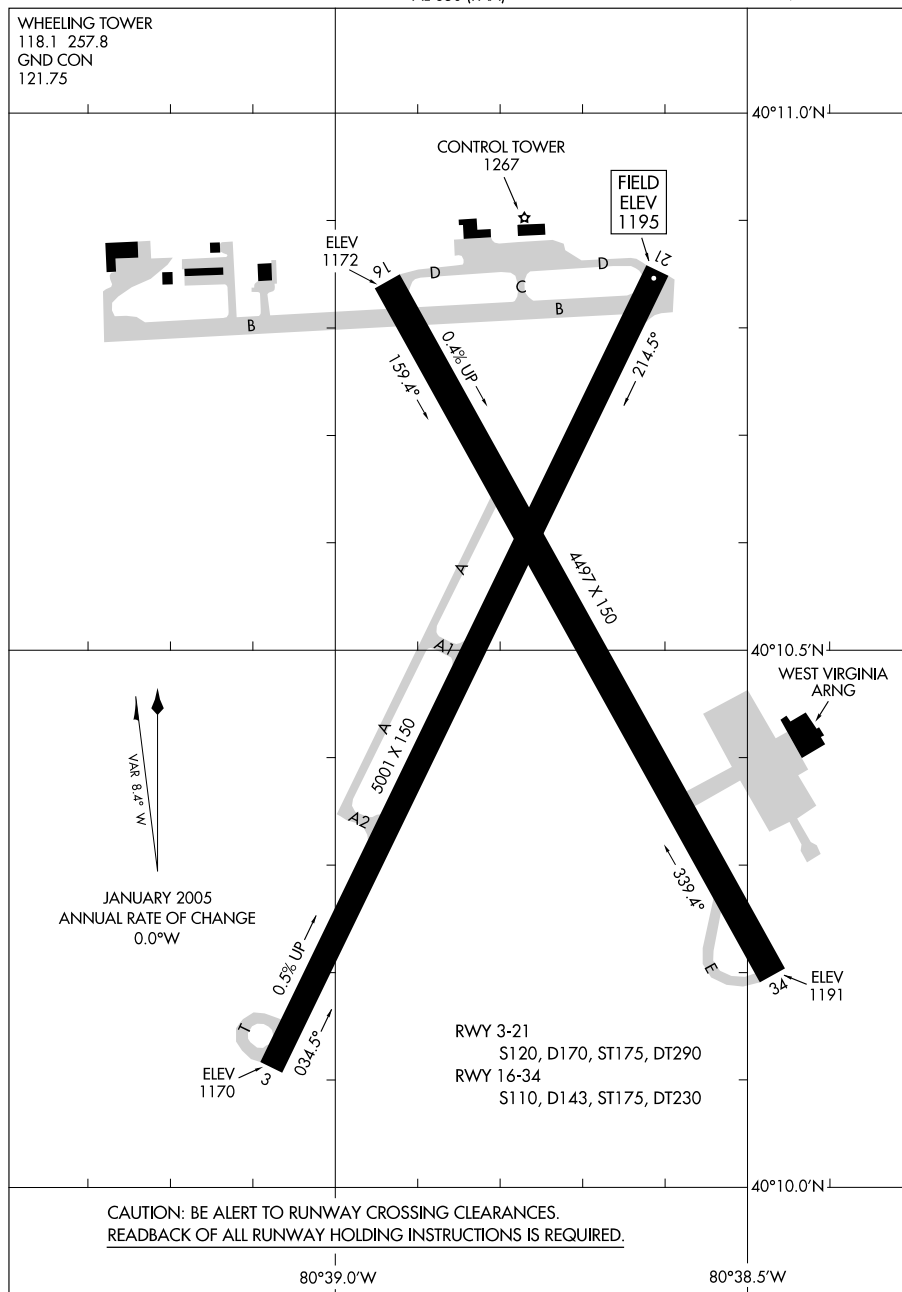 WHEELING TOWER
118.1 257.8
GND CON
121.75
40°11.0'N
CONTROL TOWER
1267
FIELD
ELEV
1195
ELEV
1172
16
21
D
D
C
B
B
0.4% UP
159.4°
214.5°
A
4497 X 150
A1
40°10.5'N
WEST VIRGINIA
ARNG
A
5001 X 150
VAR 8.4° W
A2
JANUARY 2005
ANNUAL RATE OF CHANGE
0.0°W
339.4°
0.5% UP
E
34
ELEV
1191
T
034.5°
3
ELEV
1170
RWY 3-21
S120, D170, ST175, DT290
RWY 16-34
S110, D143, ST175, DT230
40°10.0'N
CAUTION: BE ALERT TO RUNWAY CROSSING CLEARANCES.
READBACK OF ALL RUNWAY HOLDING INSTRUCTIONS IS REQUIRED.
80°39.0'W
80°38.5'W